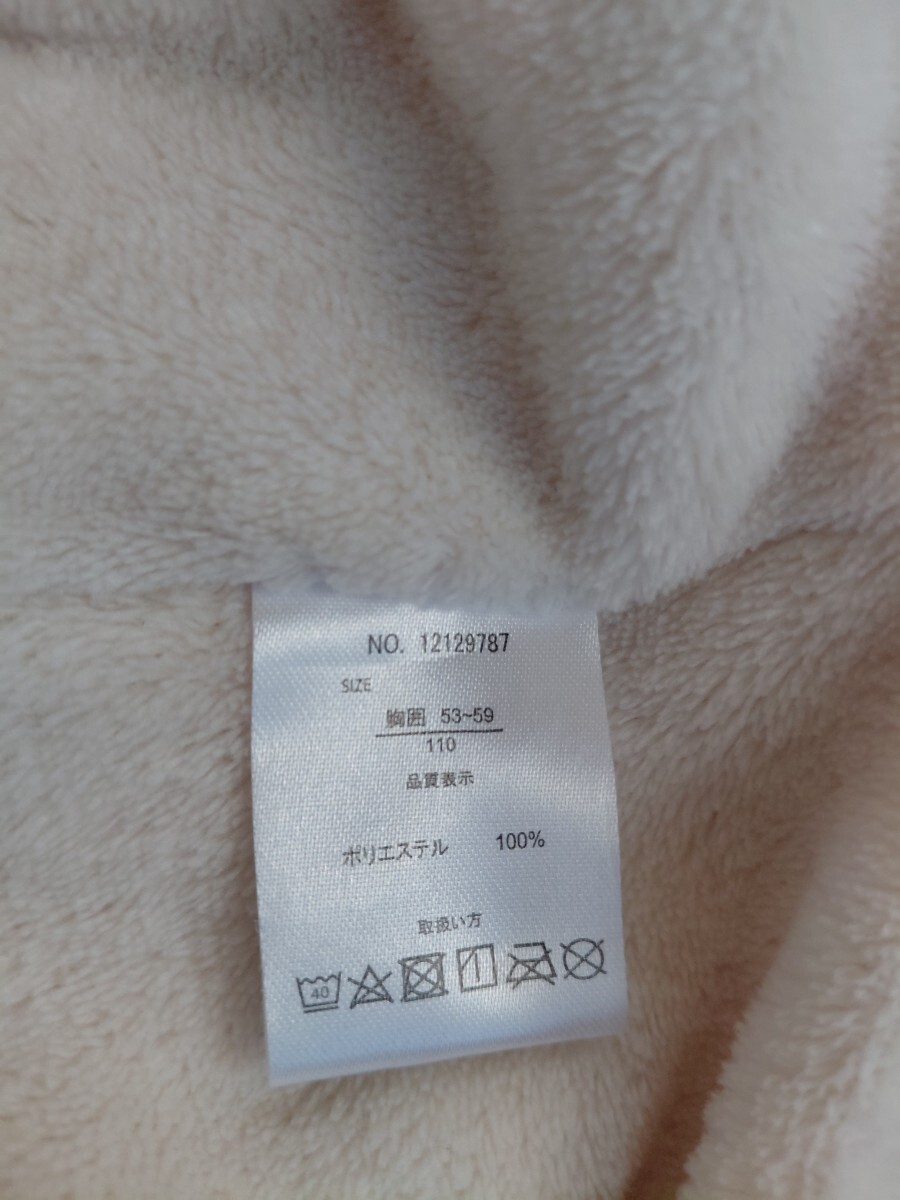 NO. 12129787
SIZE
胸囲 53~59
110
品質表示
ポリエステル 100%
取扱い方
40